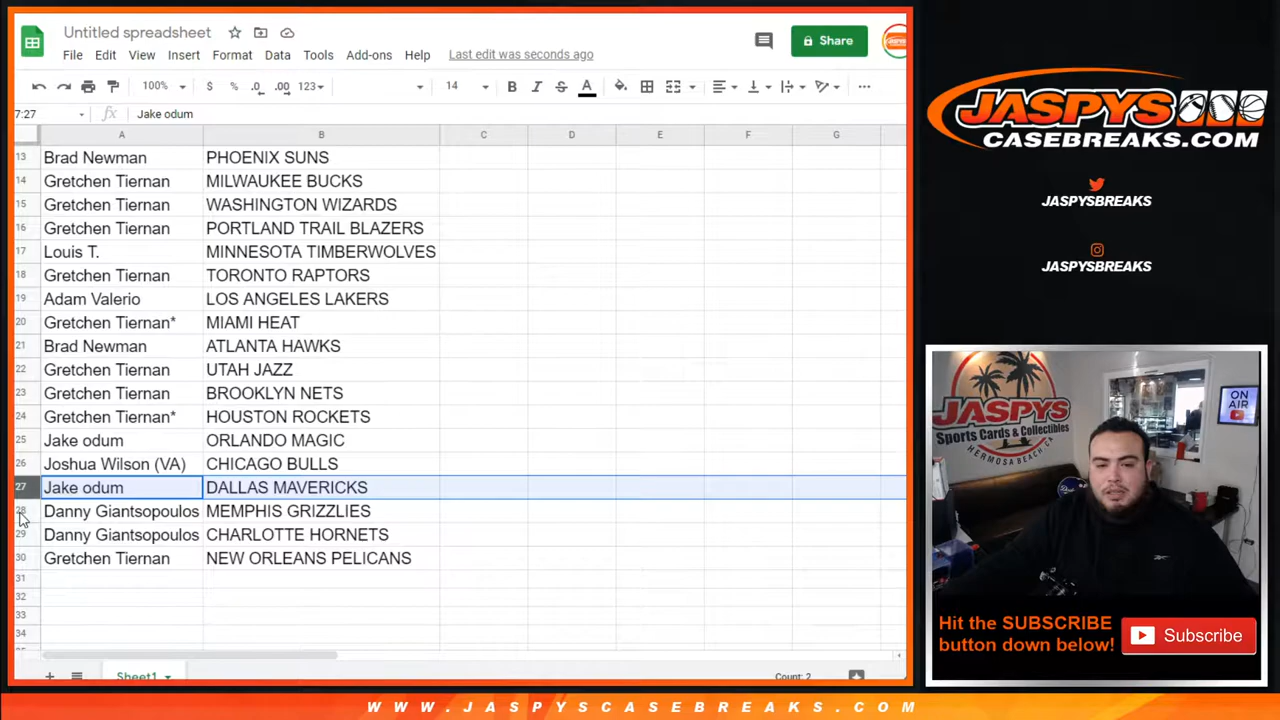 Untitled spreadsheet
File Edit View Insert Format Data Tools Add-ons Help Last edit was seconds ago
Share
100% $ % .0 .00 123 14 B I S A
7:27 fx Jake odum
A B C D E F G
13 Brad Newman PHOENIX SUNS
14 Gretchen Tiernan MILWAUKEE BUCKS
15 Gretchen Tiernan WASHINGTON WIZARDS
16 Gretchen Tiernan PORTLAND TRAIL BLAZERS
17 Louis T. MINNESOTA TIMBERWOLVES
18 Gretchen Tiernan TORONTO RAPTORS
19 Adam Valerio LOS ANGELES LAKERS
20 Gretchen Tiernan* MIAMI HEAT
21 Brad Newman ATLANTA HAWKS
22 Gretchen Tiernan UTAH JAZZ
23 Gretchen Tiernan BROOKLYN NETS
24 Gretchen Tiernan* HOUSTON ROCKETS
25 Jake odum ORLANDO MAGIC
26 Joshua Wilson (VA) CHICAGO BULLS
27 Jake odum DALLAS MAVERICKS
28 Danny Giantsopoulos MEMPHIS GRIZZLIES
29 Danny Giantsopoulos CHARLOTTE HORNETS
30 Gretchen Tiernan NEW ORLEANS PELICANS
31
32
33
34
Sheet1 Count: 2
JASPYS
CASEBREAKS.COM
JASPYSBREAKS
JASPYSBREAKS
JASPYS
Sports Cards & Collectibles
HERMOSA BEACH CA
ON
AIR
Hit the SUBSCRIBE
button down below!
Subscribe
WWW.JASPYSCASEBREAKS.COM